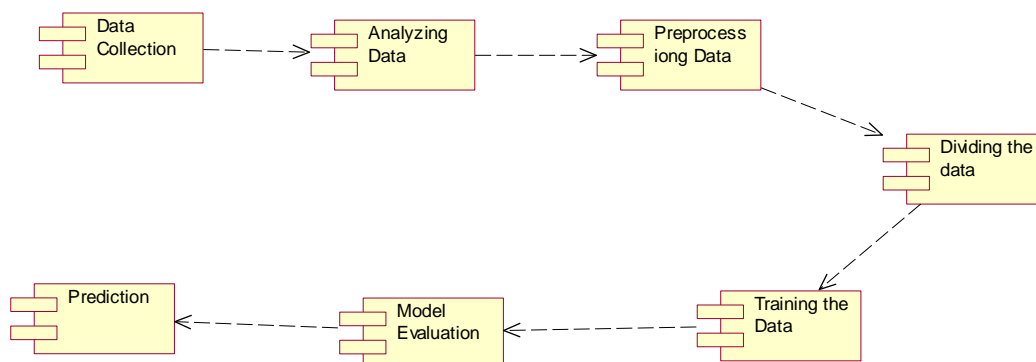 Data
Collection
Analyzing
Data
Preprocess
iong Data
Dividing the
data
Training the
Data
Model
Evaluation
Prediction